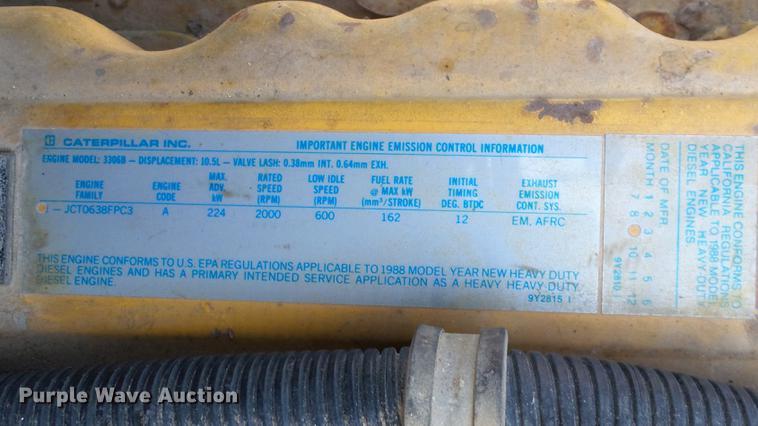 CATERPILLAR INC. IMPORTANT ENGINE EMISSION CONTROL INFORMATION
ENGINE MODEL: 3306B – DISPLACEMENT: 10.5L – VALVE LASH: 0.38mm INT. 0.64mm EXH.
ENGINE FAMILY ENGINE CODE MAX. ADV. kW RATED SPEED (RPM) LOW IDLE SPEED (RPM) FUEL RATE @ MAX kW (mm³/STROKE) INITIAL TIMING DEG. BTDC EXHAUST EMISSION CONT. SYS.
1 – JCT0638FPC3 A 224 2000 600 162 12 EM, AFRC
THIS ENGINE CONFORMS TO U.S. EPA REGULATIONS APPLICABLE TO 1988 MODEL YEAR NEW HEAVY DUTY
DIESEL ENGINES AND HAS A PRIMARY INTENDED SERVICE APPLICATION AS A HEAVY HEAVY DUTY
DIESEL ENGINE.
9Y2815 1
THIS ENGINE CONFORMS TO
CALIFORNIA REGULATIONS
APPLICABLE TO 1988 MODEL
YEAR NEW HEAVY-DUTY
DIESEL ENGINES.
DATE OF MFR
MONTH 1 2 3 4 5 6
7 8 10 11 12
9Y2810
Purple Wave Auction